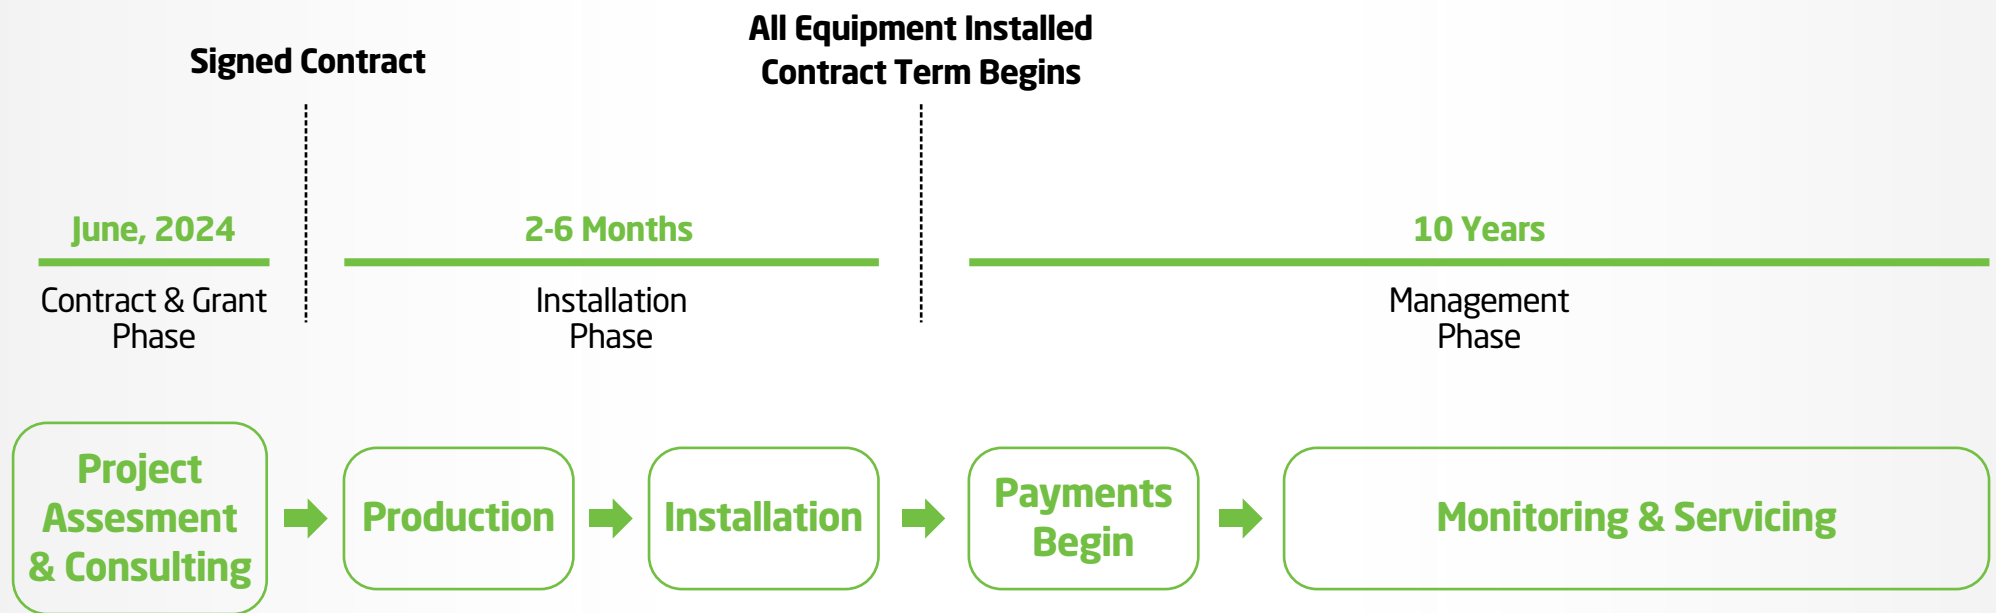 Signed Contract
All Equipment Installed
Contract Term Begins
June, 2024
2-6 Months
10 Years
Contract & Grant
Phase
Installation
Phase
Management
Phase
Project
Assesment
& Consulting
Production
Installation
Payments
Begin
Monitoring & Servicing